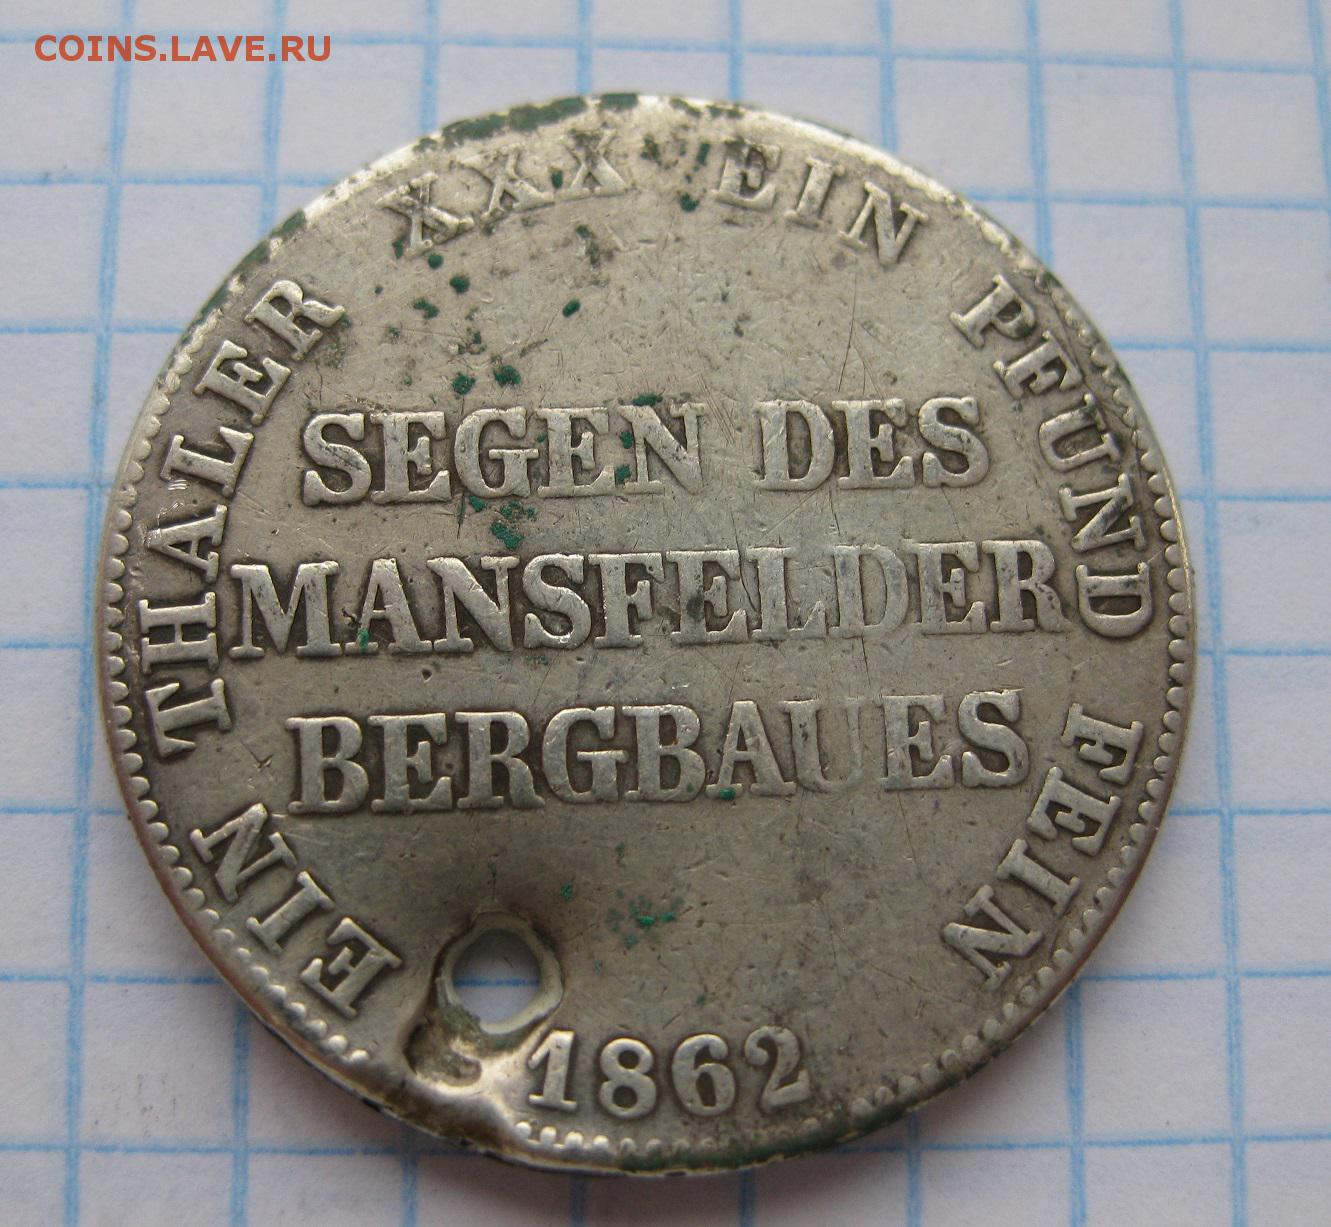 COINS.LAVE.RU
EIN THALER XXX EIN PFUND FEIN
SEGEN DES
MANSFELDER
BERGBAUES
1862